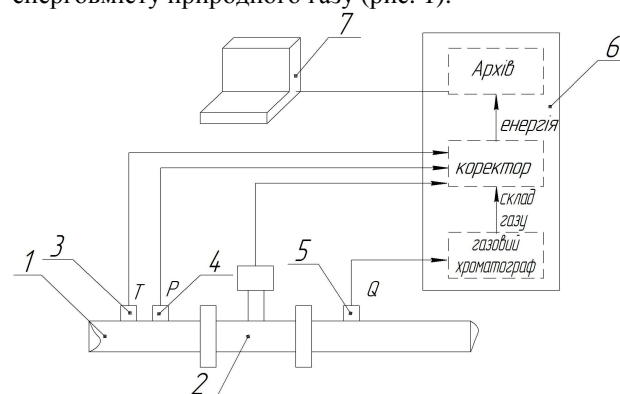 енерговмісту природного газу (рис. 1).
7
Архів
6
енергія
коректор
склад
газу
газовий
хроматограф
3
1
T
P
4
5
Q
2